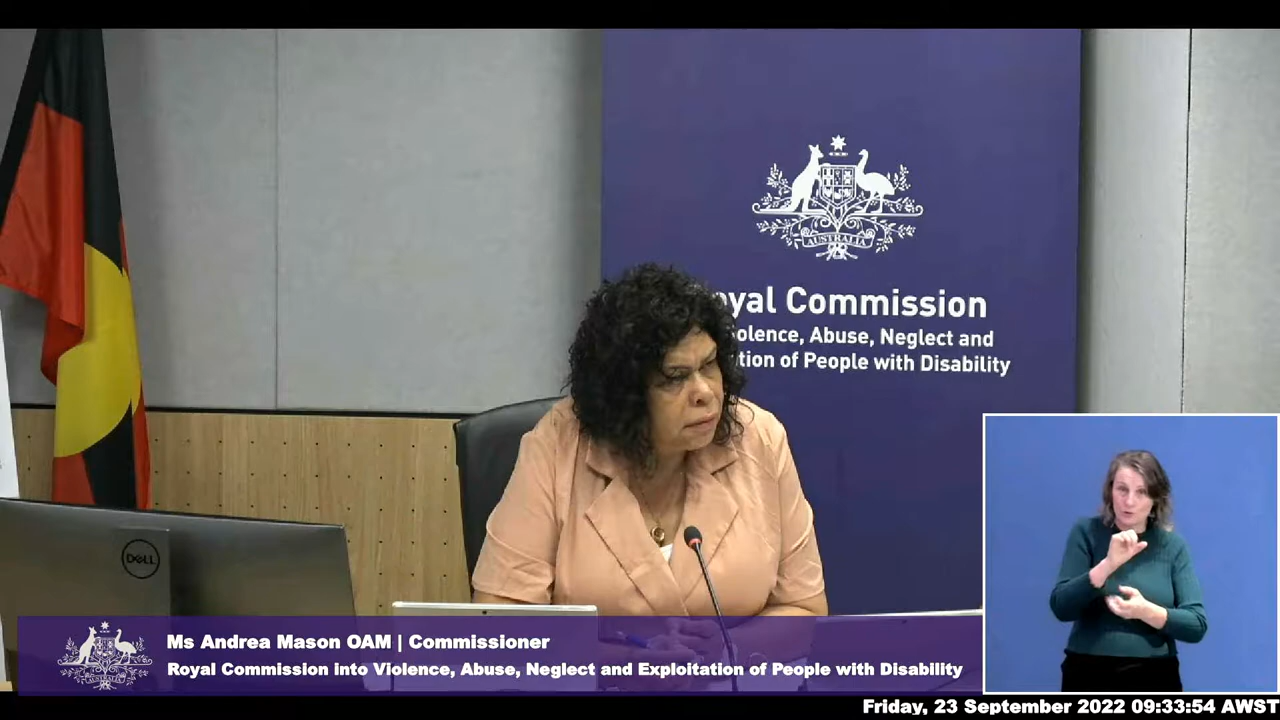 AUSTRALIA
oyal Commission
olence, Abuse, Neglect and
tion of People with Disability
DELL
Ms Andrea Mason OAM | Commissioner
Royal Commission into Violence, Abuse, Neglect and Exploitation of People with Disability
Friday, 23 September 2022 09:33:54 AWST